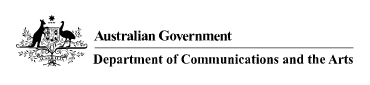 Australian Government
Department of Communications and the Arts